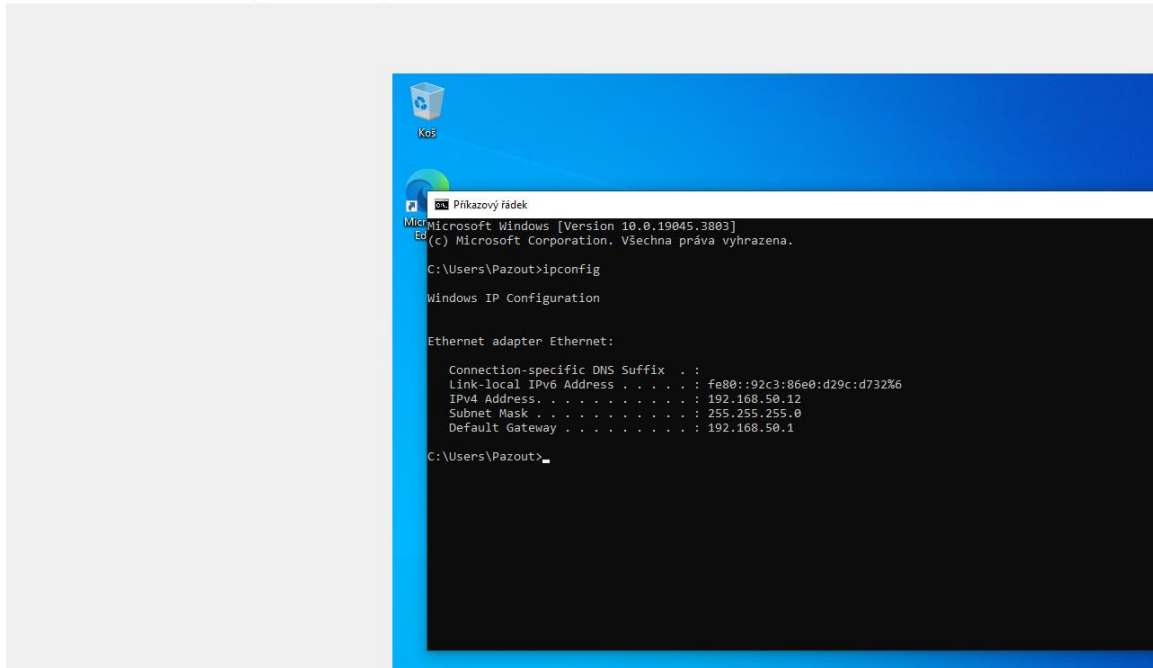 Koš
Micr
Ed
Příkazový řádek
Microsoft Windows [Version 10.0.19045.3803]
(c) Microsoft Corporation. Všechna práva vyhrazena.
C:\Users\Pazout>ipconfig
Windows IP Configuration
Ethernet adapter Ethernet:
Connection-specific DNS Suffix . :
Link-local IPv6 Address . . . . . : fe80::92c3:86e0:d29c:d732%6
IPv4 Address. . . . . . . . . . . : 192.168.50.12
Subnet Mask . . . . . . . . . . . : 255.255.255.0
Default Gateway . . . . . . . . . : 192.168.50.1
C:\Users\Pazout>